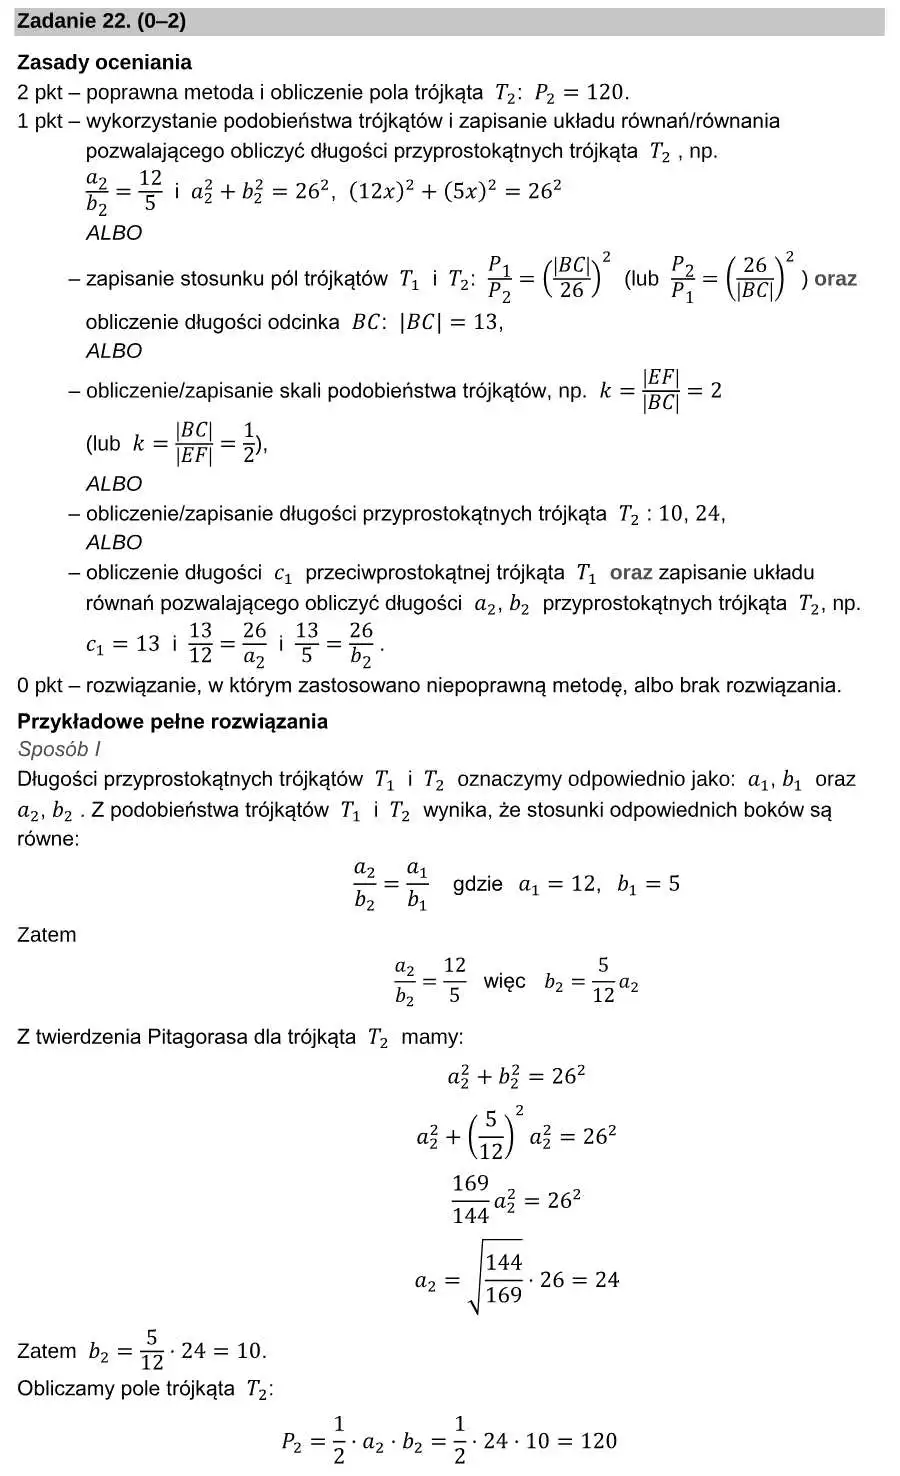 Zadanie 22. (0–2)
Zasady oceniania
2 pkt – poprawna metoda i obliczenie pola trójkąta T₂: P₂ = 120.
1 pkt – wykorzystanie podobieństwa trójkątów i zapisanie układu równań/równania
pozwalającego obliczyć długości przyprostokątnych trójkąta T₂ , np.
a₂/b₂ = 12/5 i a₂² + b₂² = 26², (12x)² + (5x)² = 26²
ALBO
– zapisanie stosunku pól trójkątów T₁ i T₂: P₁/P₂ = (|BC|/26)² (lub P₂/P₁ = (26/|BC|)² ) oraz
obliczenie długości odcinka BC: |BC| = 13,
ALBO
– obliczenie/zapisanie skali podobieństwa trójkątów, np. k = |EF|/|BC| = 2
(lub k = |BC|/|EF| = 1/2),
ALBO
– obliczenie/zapisanie długości przyprostokątnych trójkąta T₂ : 10, 24,
ALBO
– obliczenie długości c₁ przeciwprostokątnej trójkąta T₁ oraz zapisanie układu
równań pozwalającego obliczyć długości a₂, b₂ przyprostokątnych trójkąta T₂, np.
c₁ = 13 i 13/12 = 26/a₂ i 13/5 = 26/b₂ .
0 pkt – rozwiązanie, w którym zastosowano niepoprawną metodę, albo brak rozwiązania.
Przykładowe pełne rozwiązania
Sposób I
Długości przyprostokątnych trójkątów T₁ i T₂ oznaczymy odpowiednio jako: a₁, b₁ oraz
a₂, b₂ . Z podobieństwa trójkątów T₁ i T₂ wynika, że stosunki odpowiednich boków są
równe:
a₂/b₂ = a₁/b₁ gdzie a₁ = 12, b₁ = 5
Zatem
a₂/b₂ = 12/5 więc b₂ = 5/12 a₂
Z twierdzenia Pitagorasa dla trójkąta T₂ mamy:
a₂² + b₂² = 26²
a₂² + (5/12)² a₂² = 26²
169/144 a₂² = 26²
a₂ = √(144/169) · 26 = 24
Zatem b₂ = 5/12 · 24 = 10.
Obliczamy pole trójkąta T₂:
P₂ = 1/2 · a₂ · b₂ = 1/2 · 24 · 10 = 120